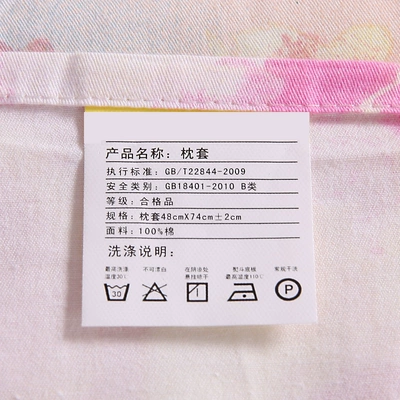 产品名称：枕套
执行标准：GB/T22844-2009
安全类别：GB18401-2010 B类
等级：合格品
规格：枕套48cmX74cm±2cm
面料：100%棉
洗涤说明：
最高洗涤 不可漂白 在阴凉处 熨斗底板 常规干洗
温度30℃ 悬挂晾干 最高温度110℃
30 P